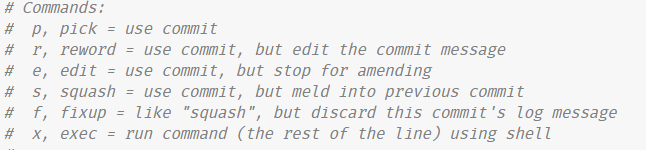 # Commands:
#  p, pick = use commit
#  r, reword = use commit, but edit the commit message
#  e, edit = use commit, but stop for amending
#  s, squash = use commit, but meld into previous commit
#  f, fixup = like "squash", but discard this commit's log message
#  x, exec = run command (the rest of the line) using shell